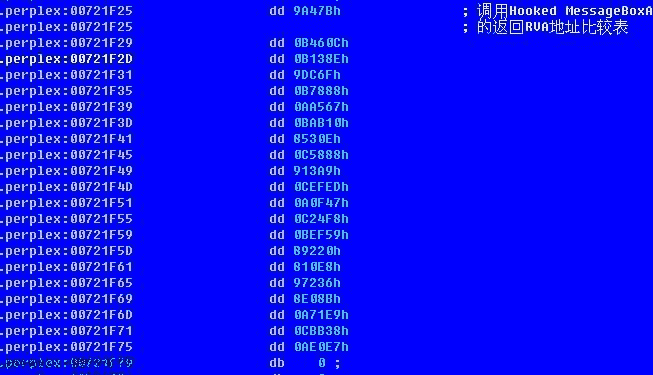 .perplex:00721F25 dd 9A47Bh ; 调用Hooked MessageBoxA
.perplex:00721F25 ; 的返回RVA地址比较表
.perplex:00721F29 dd 0B460Ch
.perplex:00721F2D dd 0B138Eh
.perplex:00721F31 dd 9DC6Fh
.perplex:00721F35 dd 0B7888h
.perplex:00721F39 dd 0AA567h
.perplex:00721F3D dd 0BAB10h
.perplex:00721F41 dd 8530Eh
.perplex:00721F45 dd 0C5888h
.perplex:00721F49 dd 913A9h
.perplex:00721F4D dd 0CEFEDh
.perplex:00721F51 dd 0A0F47h
.perplex:00721F55 dd 0C24F8h
.perplex:00721F59 dd 0BEF59h
.perplex:00721F5D dd 89220h
.perplex:00721F61 dd 810E8h
.perplex:00721F65 dd 97236h
.perplex:00721F69 dd 8E08Bh
.perplex:00721F6D dd 0A71E9h
.perplex:00721F71 dd 0CBB38h
.perplex:00721F75 dd 0AE0E7h
.perplex:00721F79 db 0 ;